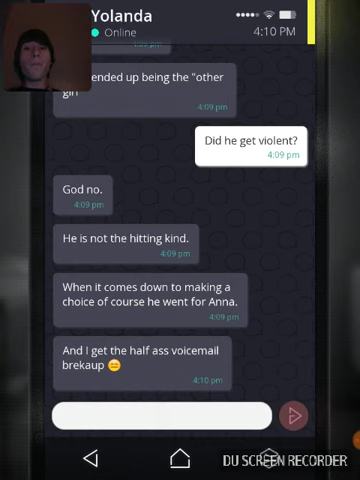 Yolanda
Online
4:10 PM
4:09 pm
ended up being the "other
girl
4:09 pm
Did he get violent?
4:09 pm
God no.
4:09 pm
He is not the hitting kind.
4:09 pm
When it comes down to making a
choice of course he went for Anna.
4:09 pm
And I get the half ass voicemail
brekaup 😑
4:10 pm
DU SCREEN RECORDER